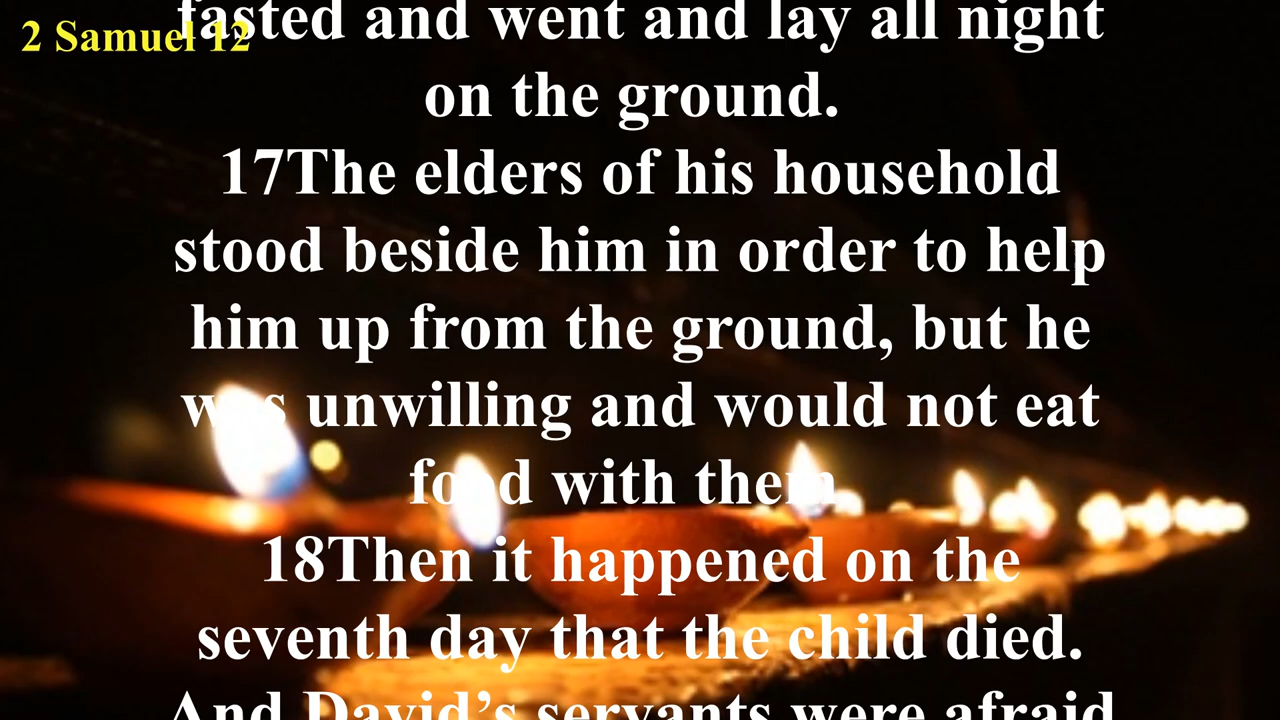 2 Samuel 12
fasted and went and lay all night
on the ground.
17The elders of his household
stood beside him in order to help
him up from the ground, but he
was unwilling and would not eat
food with them.
18Then it happened on the
seventh day that the child died.
And David’s servants were afraid